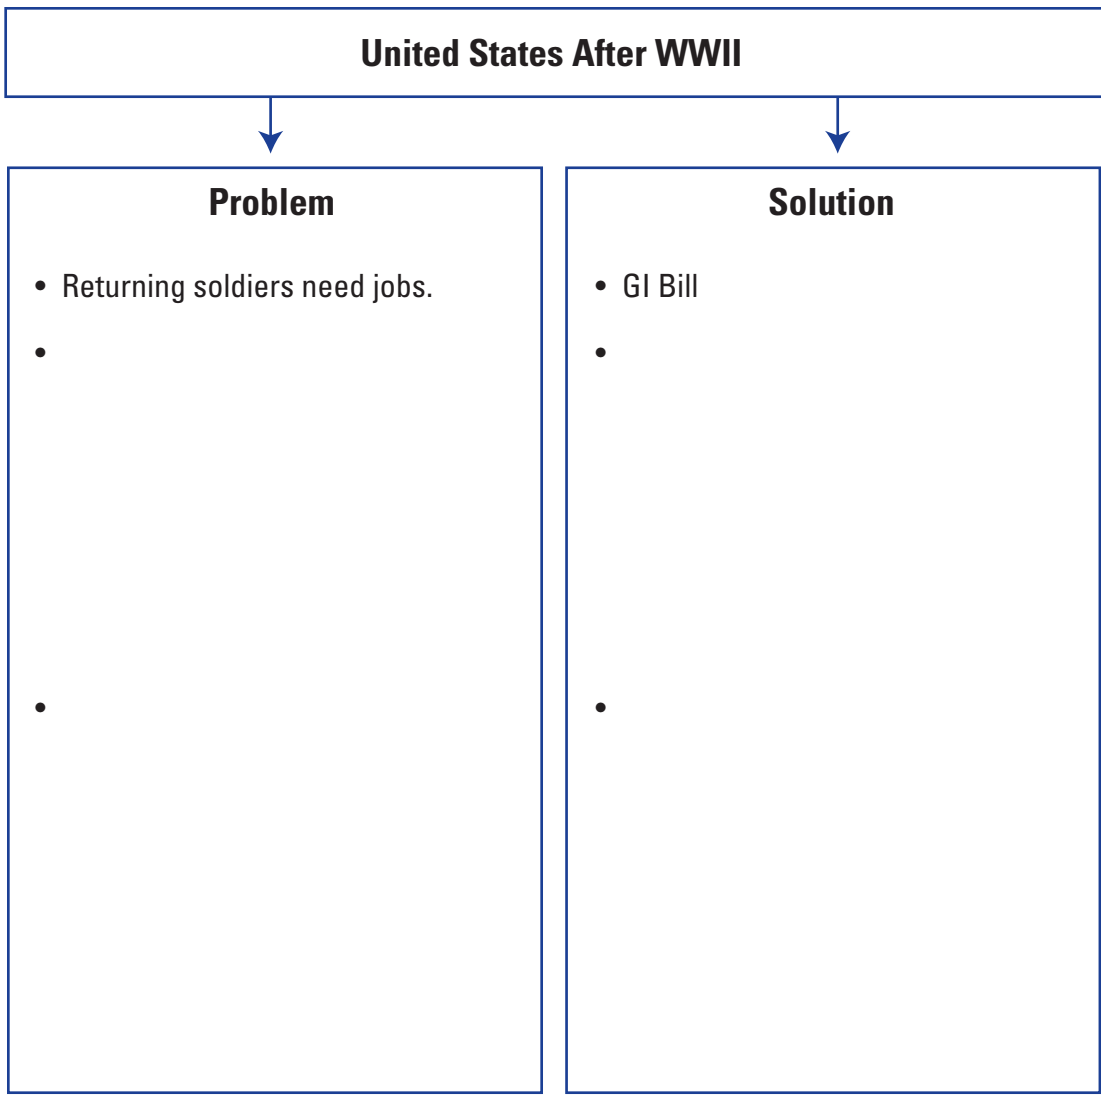 United States After WWII
Problem
• Returning soldiers need jobs.
•
•
Solution
• GI Bill
•
•